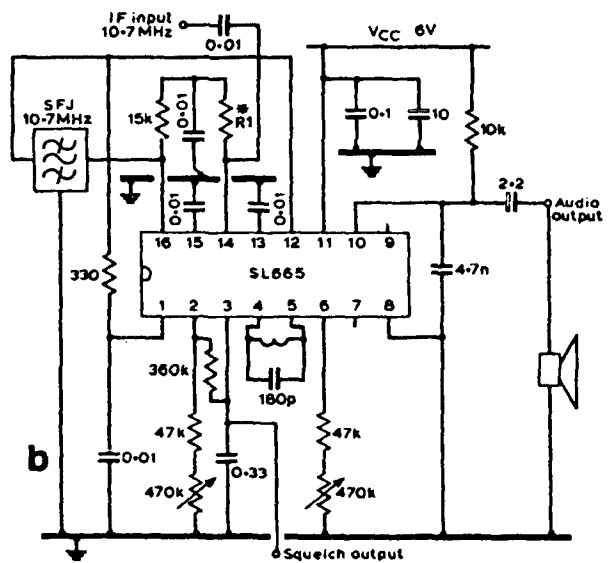 IF input
10·7MHz
0·01
VCC 6V
SFJ
10·7MHz
15k
0·01
*
R1
0·1
10
10k
2·2
Audio
output
0·01
0·01
16 15 14 13 12 11 10 9
SL665
1 2 3 4 5 6 7 8
330
4·7n
360k
180p
47k
47k
b
0·01
470k
0·33
470k
Squelch output